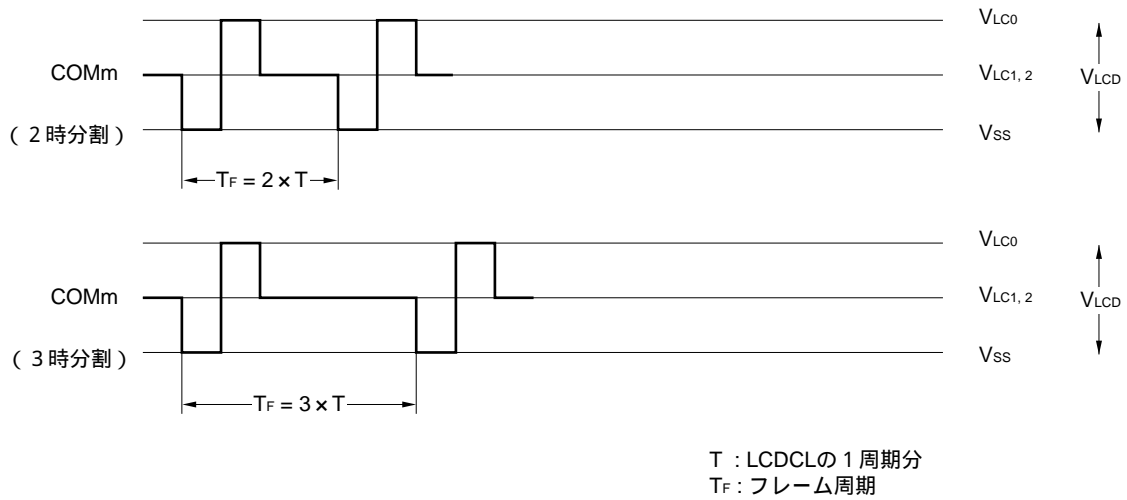 VLC0
COMm
VLC1, 2
VLCD
（2時分割）
VSS
TF = 2 × T
VLC0
COMm
VLC1, 2
VLCD
（3時分割）
VSS
TF = 3 × T
T : LCDCLの1周期分
TF : フレーム周期